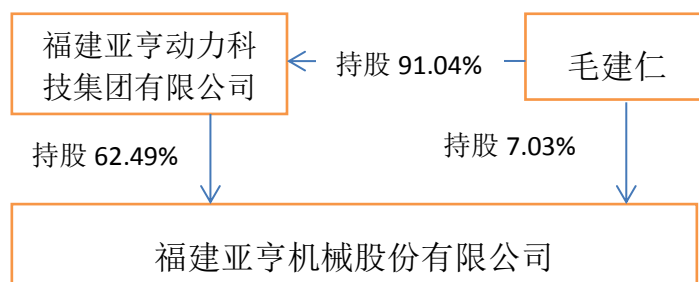 福建亚亨动力科
技集团有限公司
持股 91.04%
毛建仁
持股 62.49%
持股 7.03%
福建亚亨机械股份有限公司